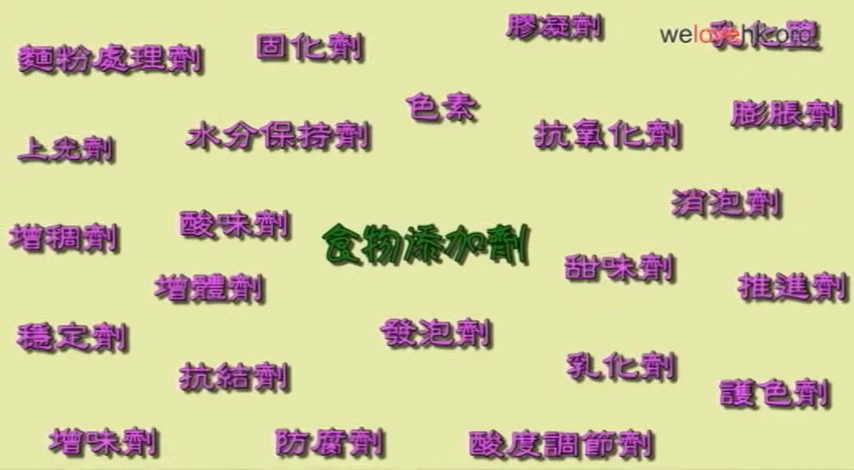 膠凝劑
welovehk.org
乳化鹽
麵粉處理劑
固化劑
色素
膨脹劑
上光劑
水分保持劑
抗氧化劑
消泡劑
增稠劑
酸味劑
食物添加劑
甜味劑
增體劑
推進劑
穩定劑
發泡劑
抗結劑
乳化劑
護色劑
增味劑
防腐劑
酸度調節劑